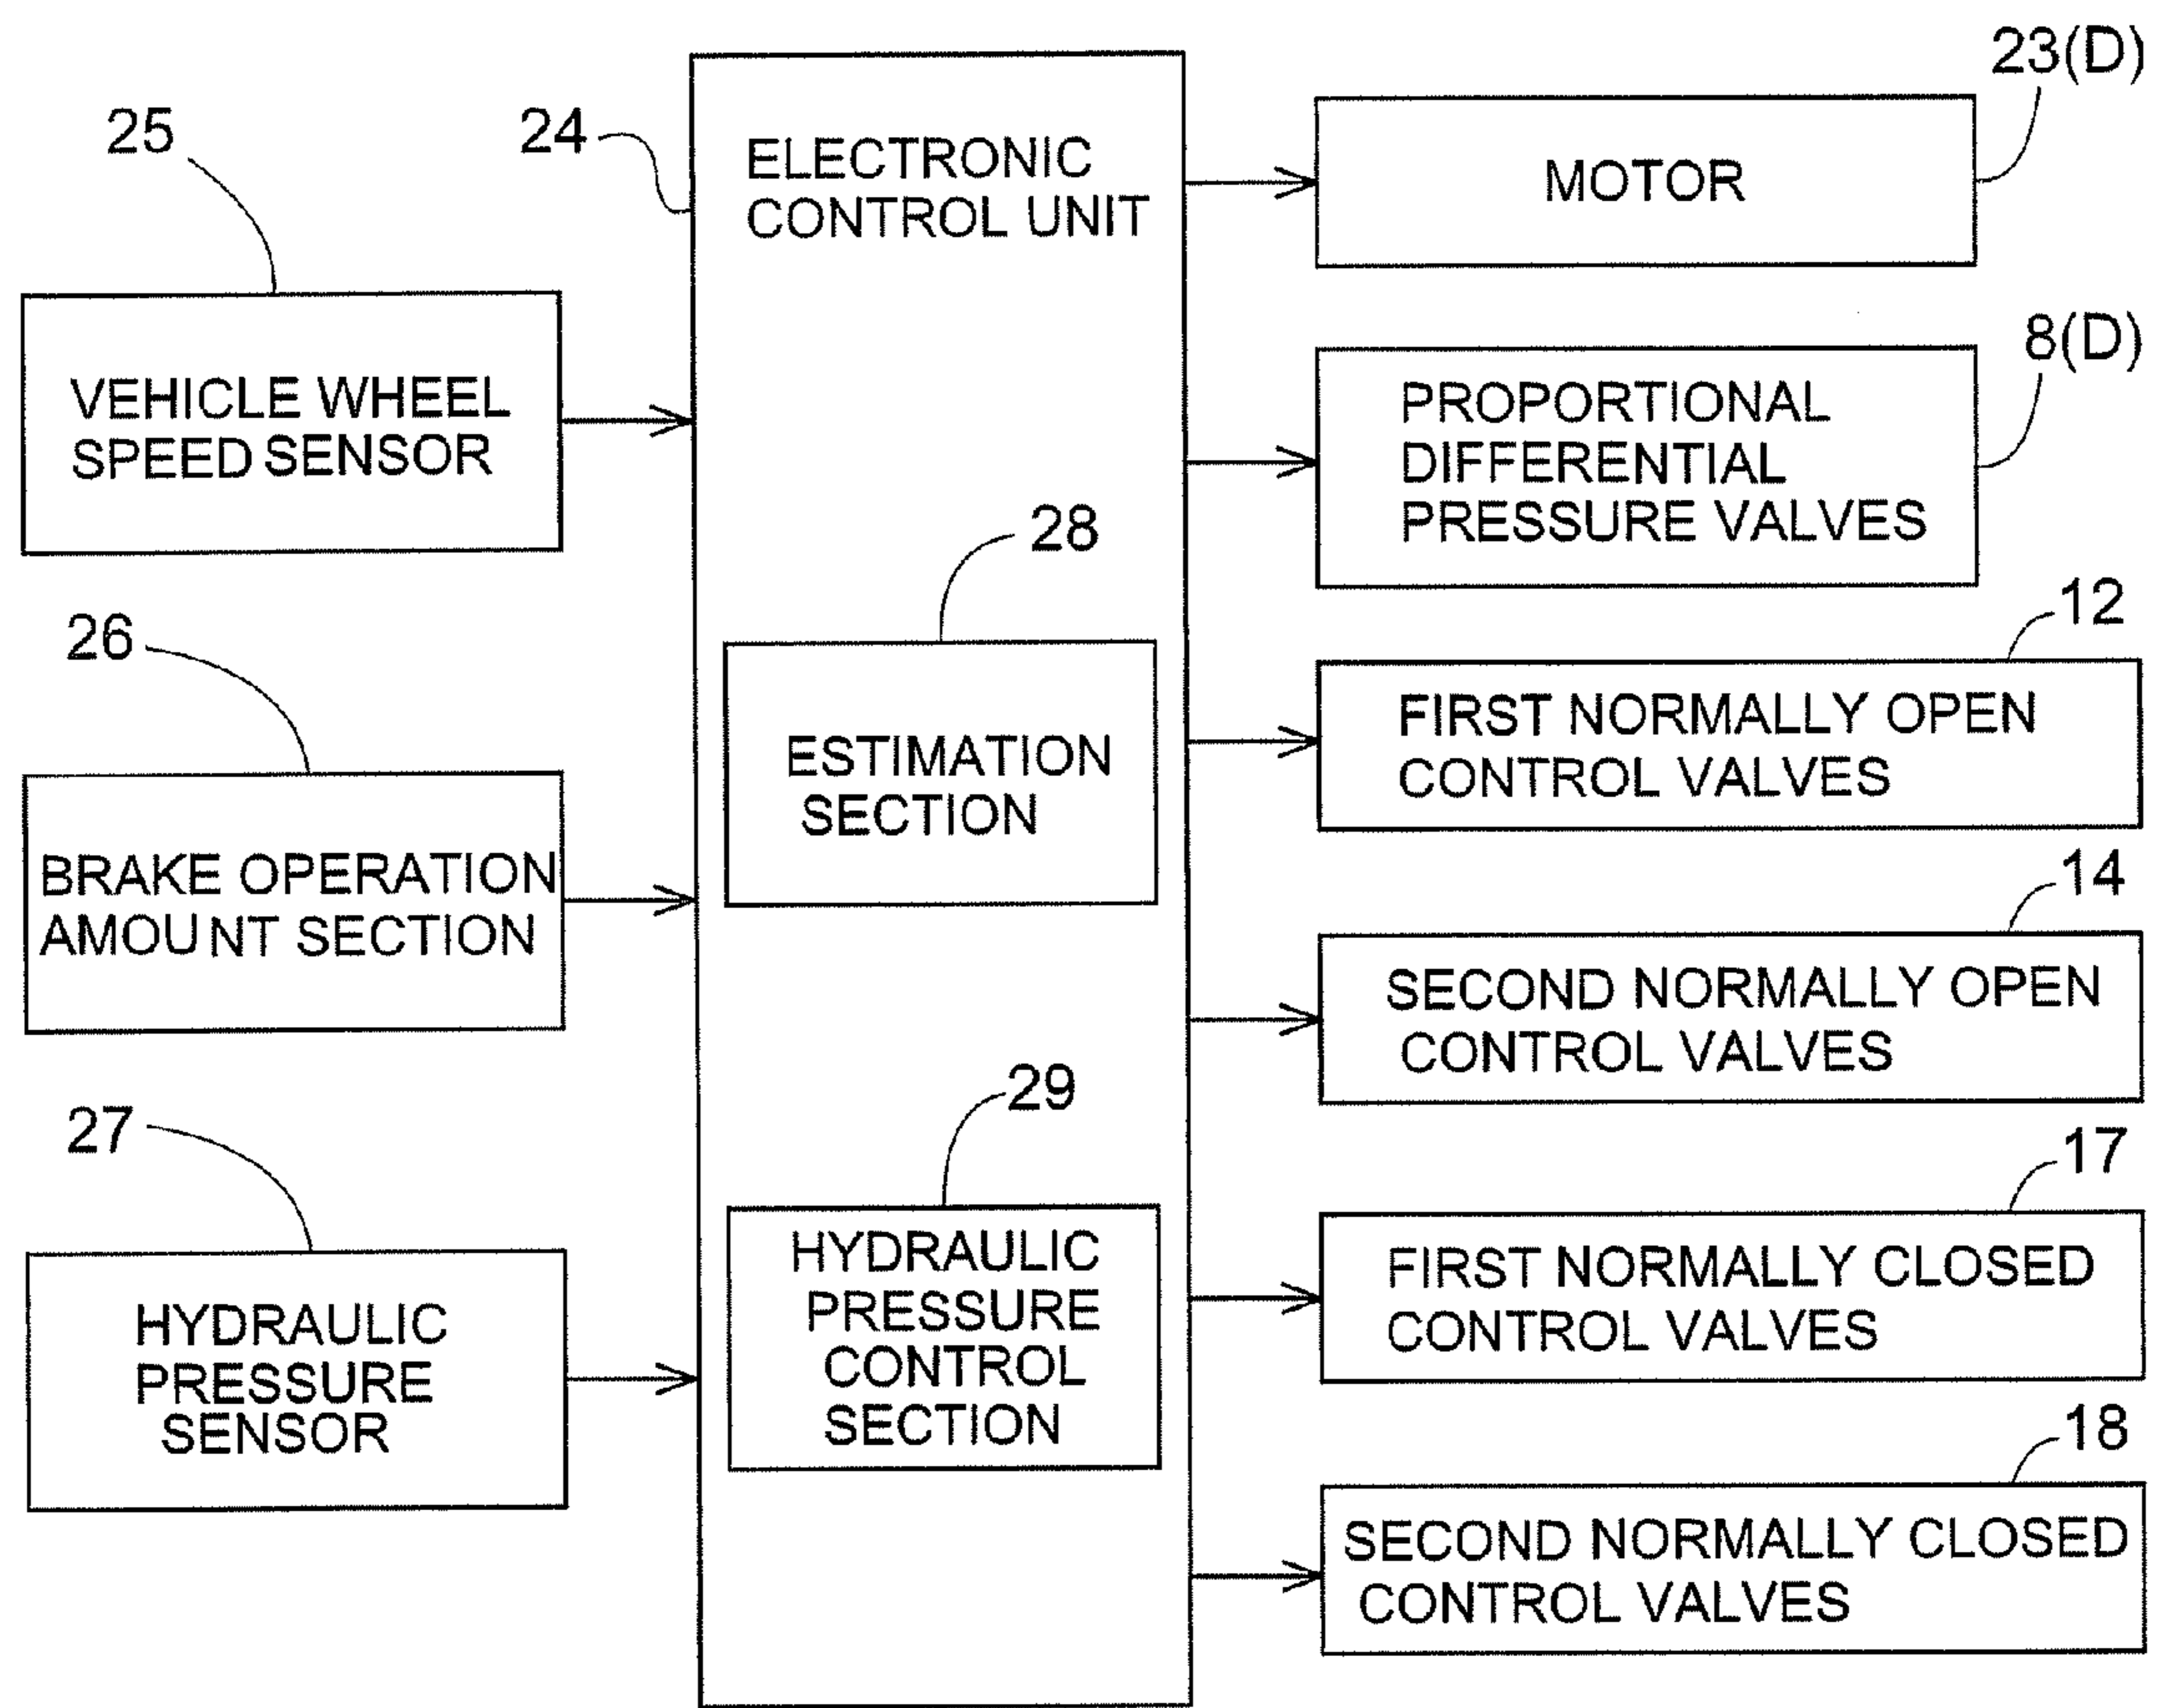 25
VEHICLE WHEEL
SPEED SENSOR
26
BRAKE OPERATION
AMOUNT SECTION
27
HYDRAULIC
PRESSURE
SENSOR
24
ELECTRONIC
CONTROL UNIT
28
ESTIMATION
SECTION
29
HYDRAULIC
PRESSURE
CONTROL
SECTION
23(D)
MOTOR
8(D)
PROPORTIONAL
DIFFERENTIAL
PRESSURE VALVES
12
FIRST NORMALLY OPEN
CONTROL VALVES
14
SECOND NORMALLY OPEN
CONTROL VALVES
17
FIRST NORMALLY CLOSED
CONTROL VALVES
18
SECOND NORMALLY CLOSED
CONTROL VALVES